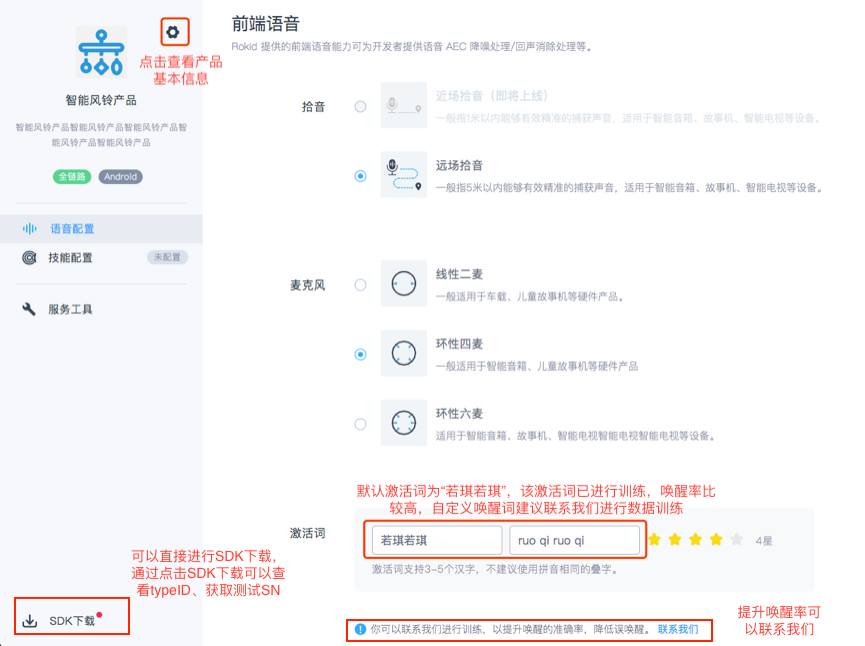 点击查看产品
基本信息
智能风铃产品
智能风铃产品智能风铃产品智能风铃产品智
能风铃产品智能风铃产品
全链路
Android
语音配置
技能配置
未配置
服务工具
可以直接进行SDK下载，
通过点击SDK下载可以查
看typeID、获取测试SN
SDK下载
前端语音
Rokid 提供的前端语音能力可为开发者提供语音 AEC 降噪处理/回声消除处理等。
拾音
近场拾音（即将上线）
一般指1米以内能够有效精准的捕获声音，适用于智能音箱、故事机、智能电视等设备。
远场拾音
一般指5米以内能够有效精准的捕获声音，适用于智能音箱、故事机、智能电视等设备。
麦克风
线性二麦
一般适用于车载、儿童故事机等硬件产品。
环性四麦
一般适用于智能音箱、儿童故事机等硬件产品
环性六麦
适用于智能音箱、故事机、智能电视智能电视智能电视等设备。
默认激活词为“若琪若琪”，该激活词已进行训练，唤醒率比
较高，自定义唤醒词建议联系我们进行数据训练
激活词
若琪若琪
ruo qi ruo qi
4星
激活词支持3-5个汉字，不建议使用拼音相同的叠字。
你可以联系我们进行训练，以提升唤醒的准确率，降低误唤醒。 联系我们
提升唤醒率可
以联系我们